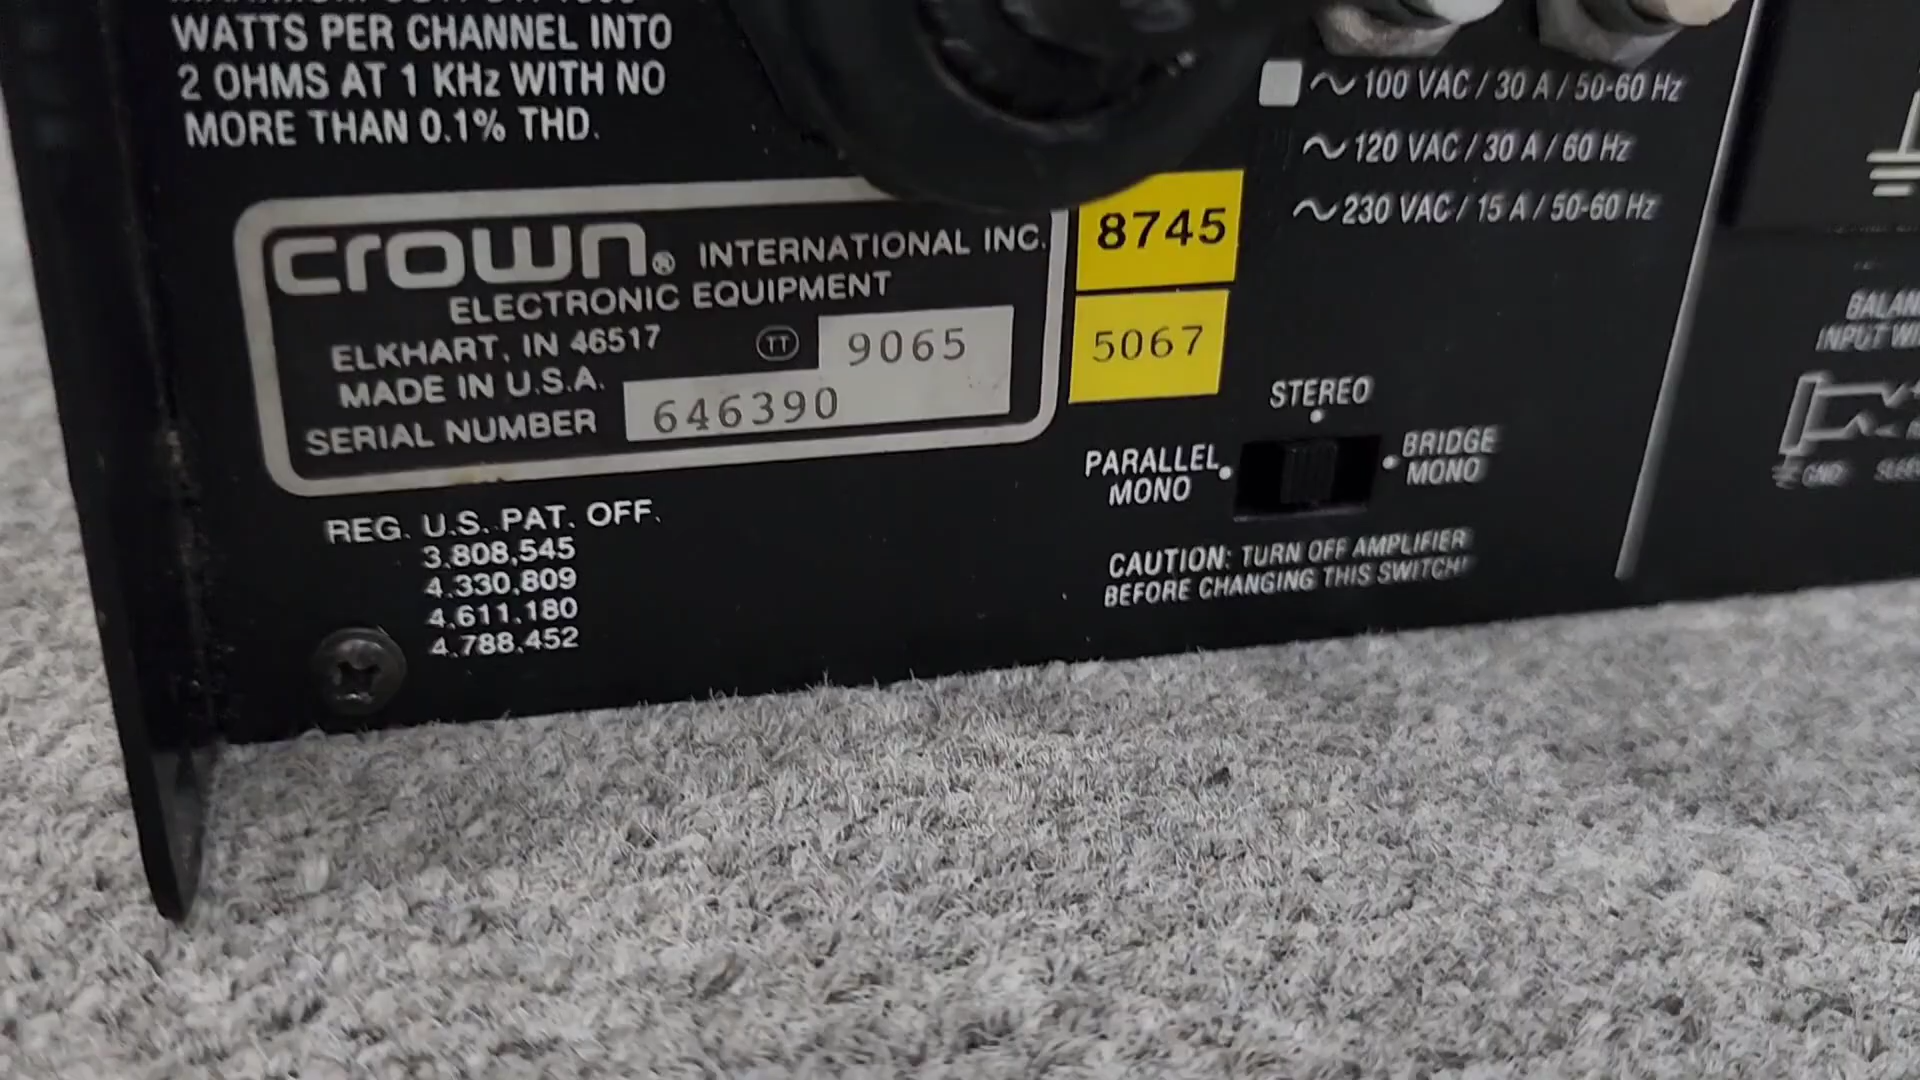 WATTS PER CHANNEL INTO
2 OHMS AT 1 KHz WITH NO
MORE THAN 0.1% THD.
crown® INTERNATIONAL INC.
ELECTRONIC EQUIPMENT
ELKHART, IN 46517
TT 9065
MADE IN U.S.A.
SERIAL NUMBER 646390
REG. U.S. PAT. OFF.
3,808,545
4,330,809
4,611,180
4,788,452
8745
5067
~ 100 VAC / 30 A / 50-60 Hz
~ 120 VAC / 30 A / 60 Hz
~ 230 VAC / 15 A / 50-60 Hz
STEREO
PARALLEL
MONO
BRIDGE
MONO
CAUTION: TURN OFF AMPLIFIER
BEFORE CHANGING THIS SWITCH!
INPUT
GND